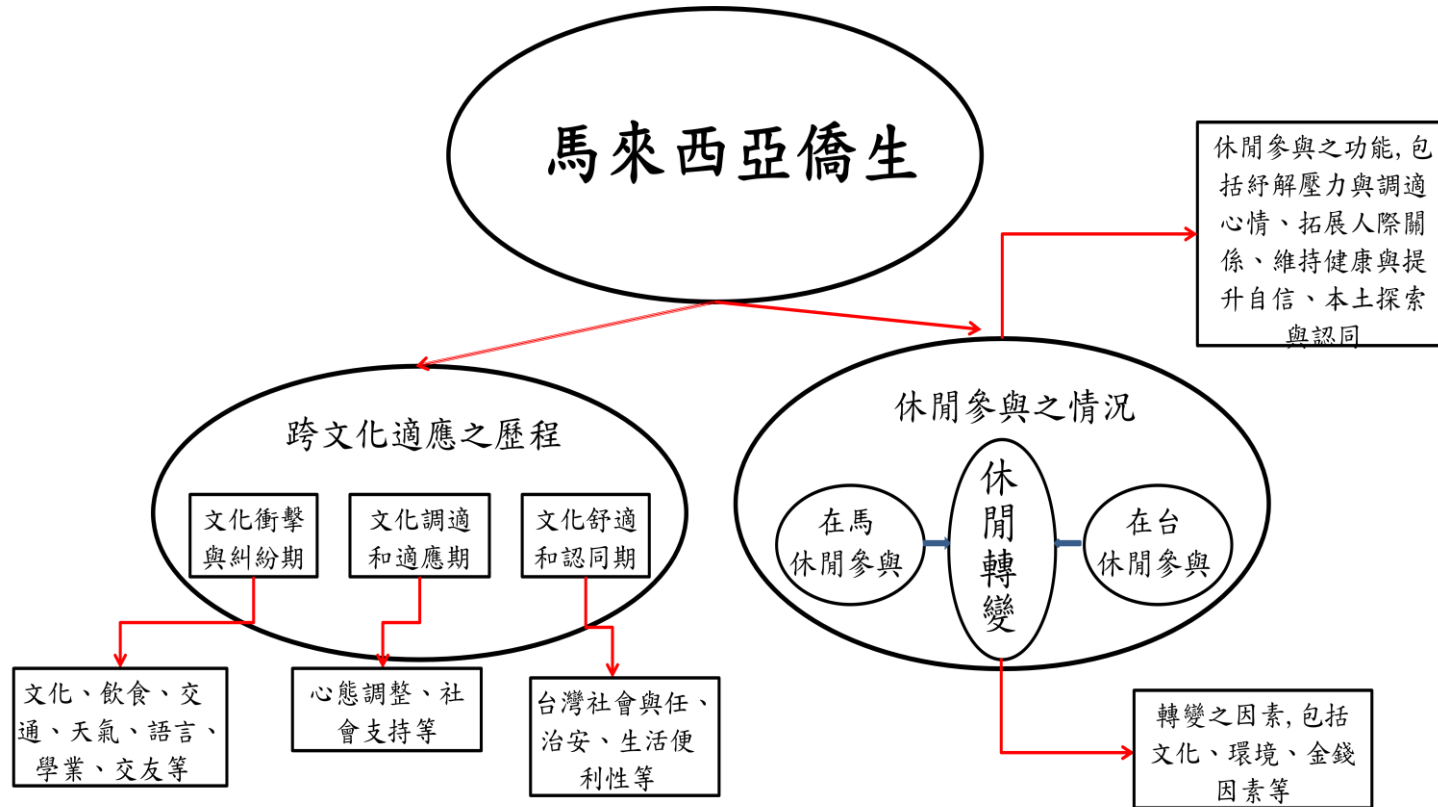 馬來西亞僑生
休閒參與之功能, 包
括紓解壓力與調適
心情、拓展人際關
係、維持健康與提
升自信、本土探索
與認同
跨文化適應之歷程
文化衝擊
與糾紛期
文化調適
和適應期
文化舒適
和認同期
文化、飲食、交
通、天氣、語言、
學業、交友等
心態調整、社
會支持等
台灣社會與任、
治安、生活便
利性等
休閒參與之情況
在馬
休閒參與
休閒轉變
在台
休閒參與
轉變之因素, 包括
文化、環境、金錢
因素等